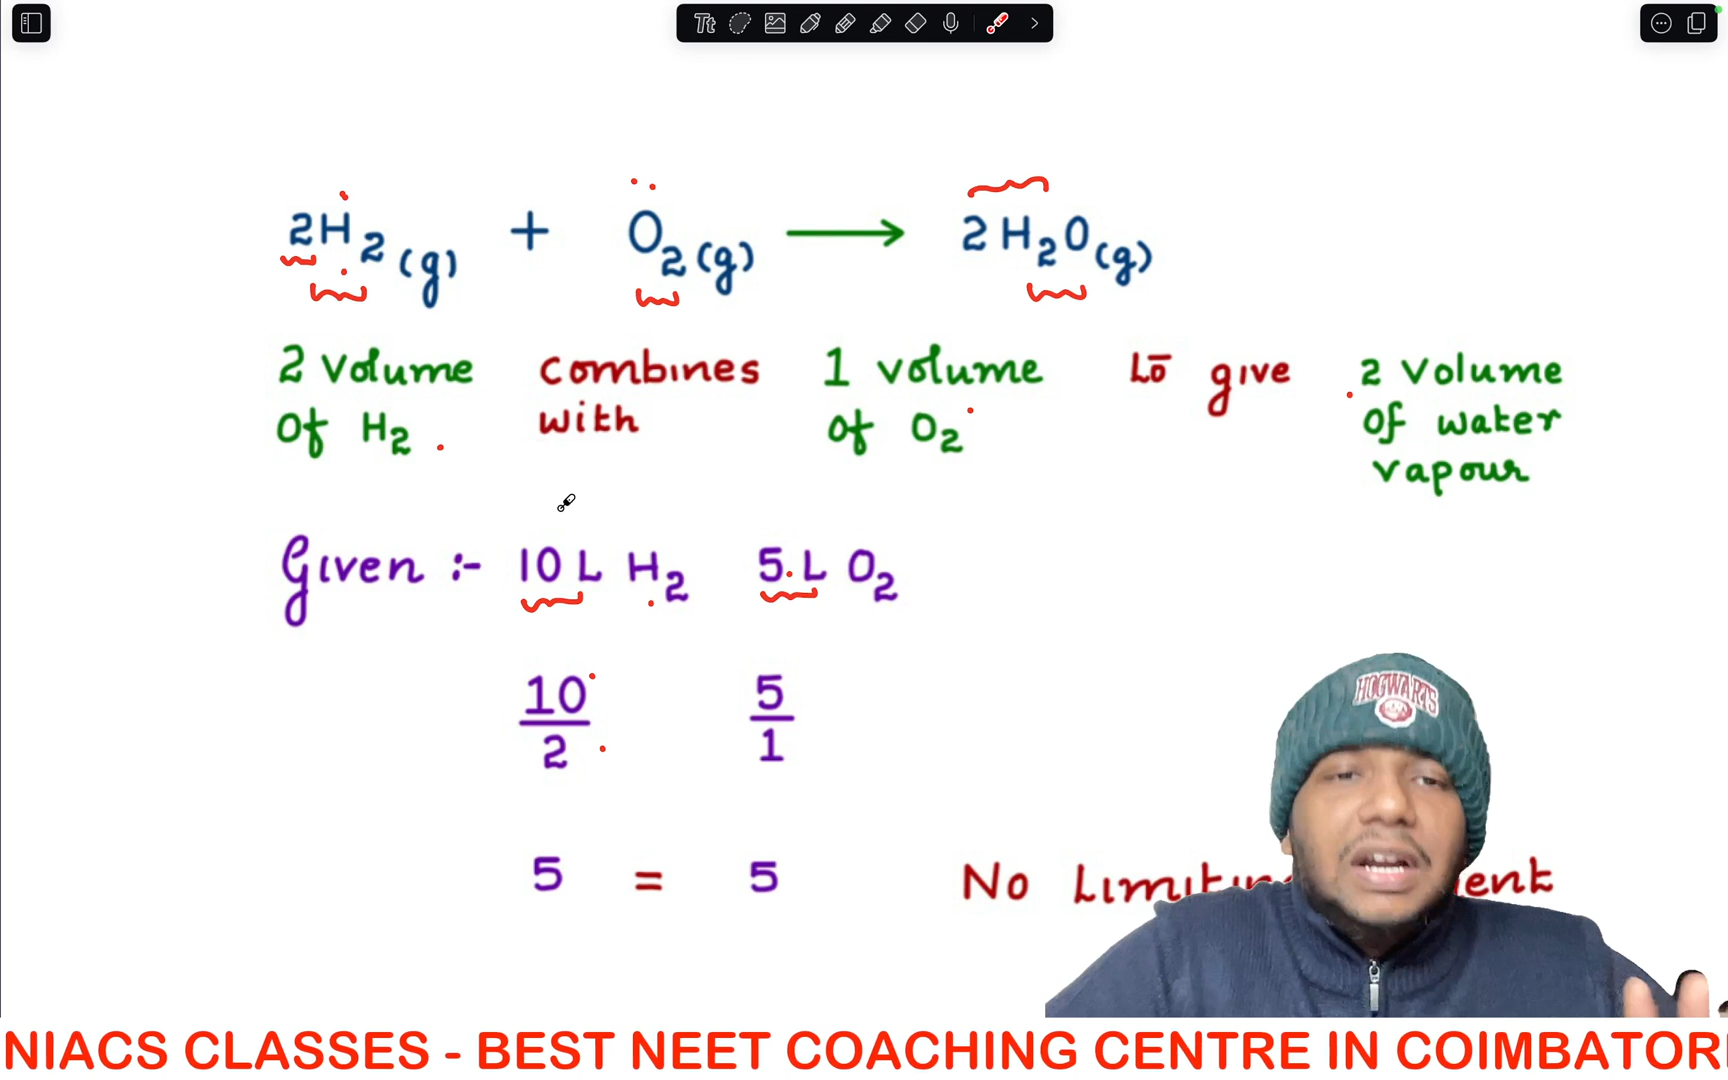 2H2(g) + O2(g) → 2H2O(g)
2 volume of H2 combines with 1 volume of O2 to give 2 volume of water vapour
Given :- 10 L H2 5 L O2
10/2 5/1
5 = 5 No
HOGWARTS
NIACS CLASSES - BEST NEET COACHING CENTRE IN